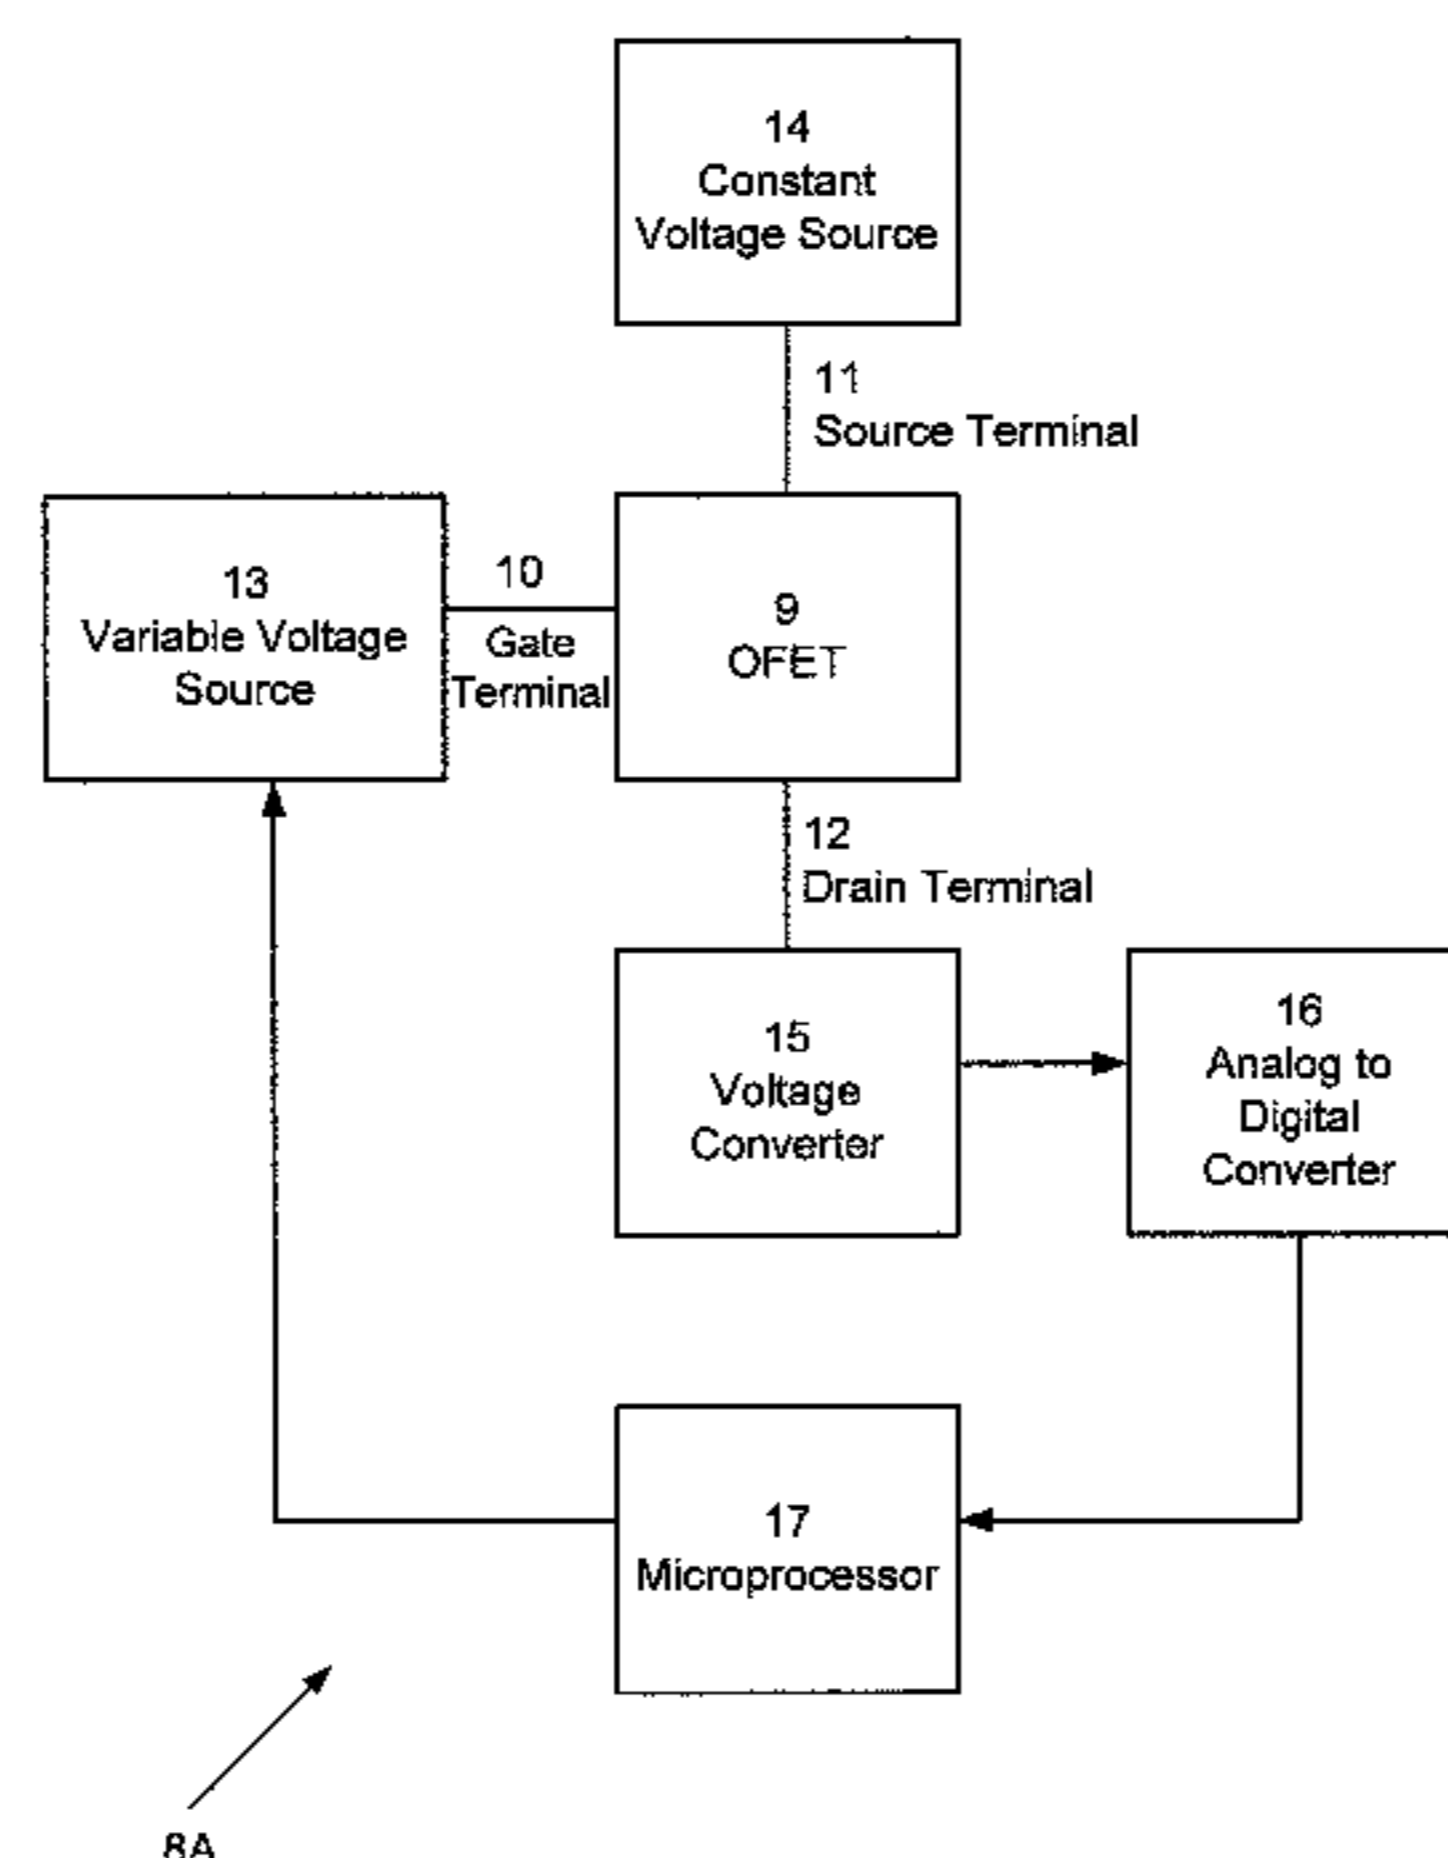 14
Constant
Voltage Source
11
Source Terminal
13
Variable Voltage
Source
10
Gate
Terminal
9
OFET
12
Drain Terminal
15
Voltage
Converter
16
Analog to
Digital
Converter
17
Microprocessor
8A